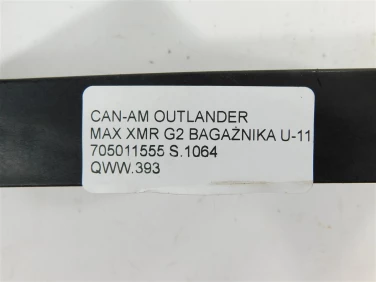 CAN-AM OUTLANDER
MAX XMR G2 BAGAŻNIKA U-11
705011555 S.1064
QWW.393